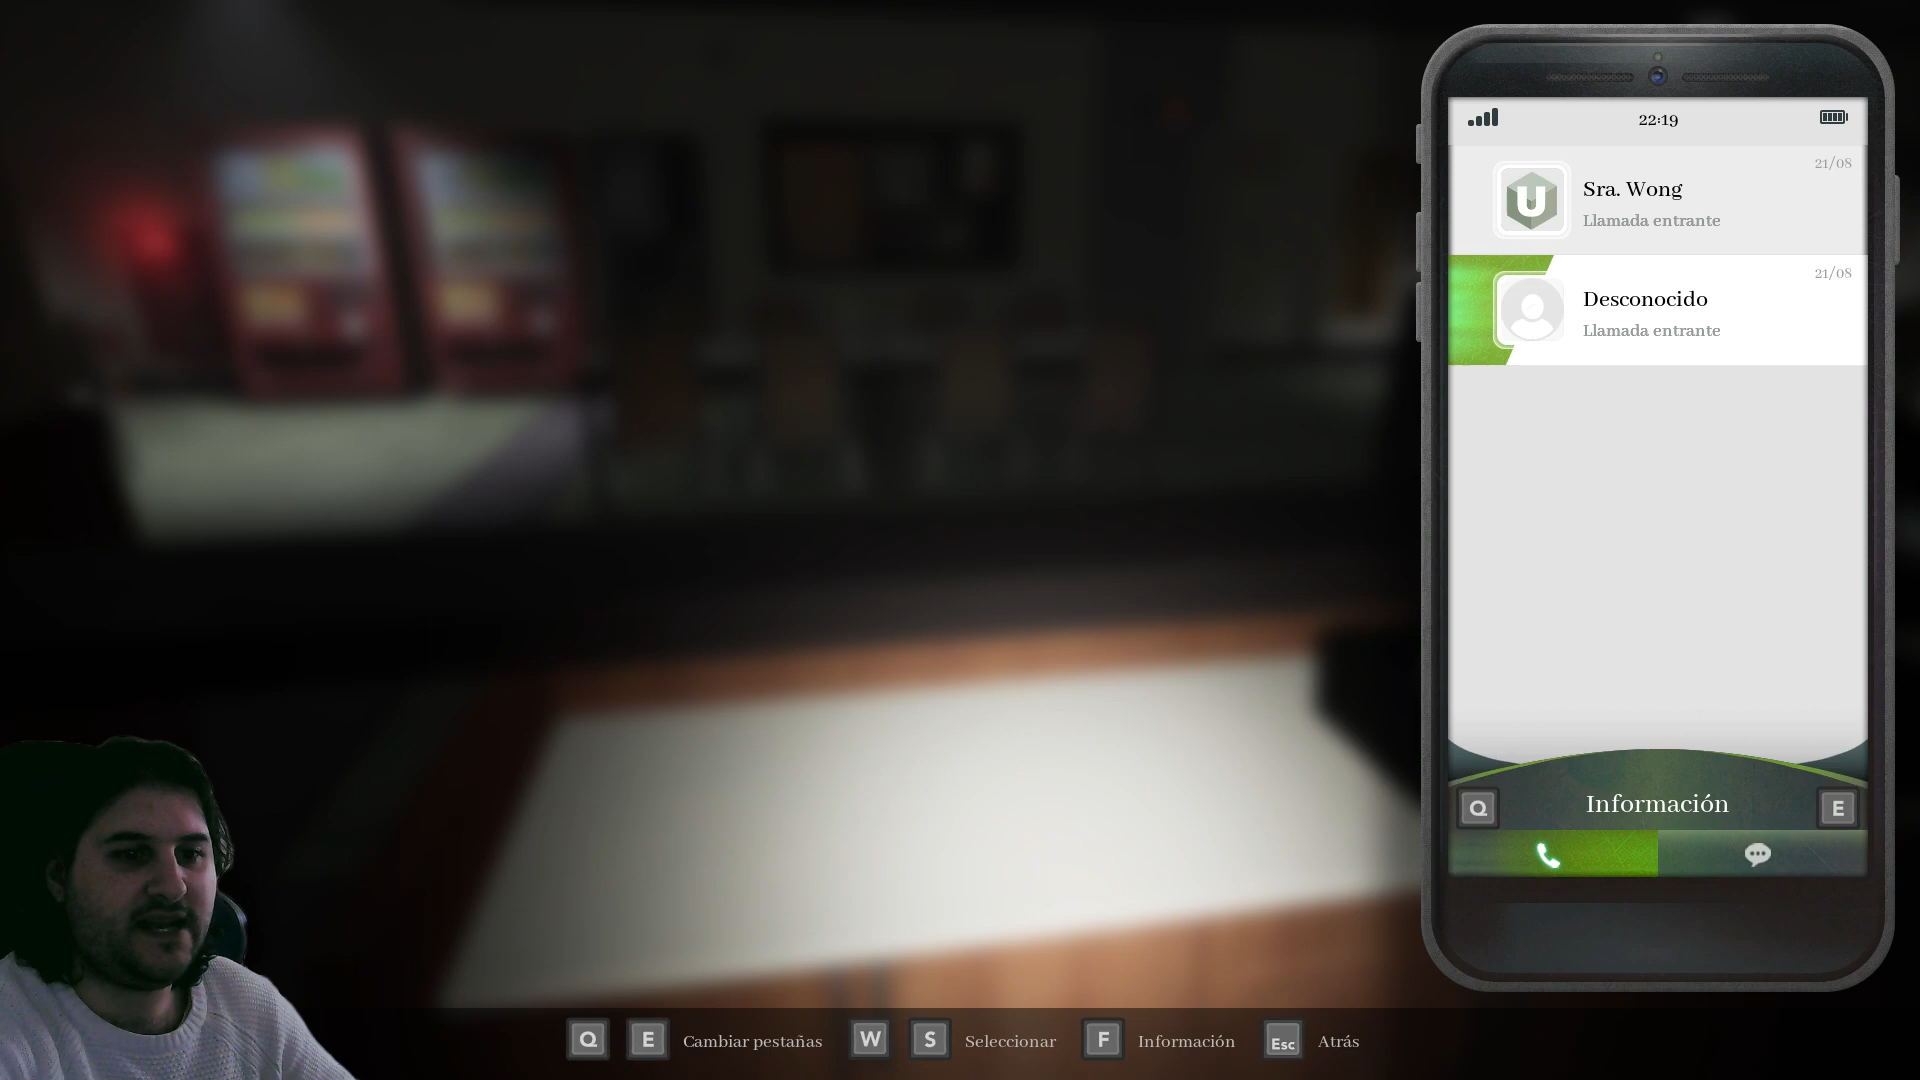 22:19
21/08
U
Sra. Wong
Llamada entrante
21/08
Desconocido
Llamada entrante
Q Información E
Q E Cambiar pestañas W S Seleccionar F Información Esc Atrás